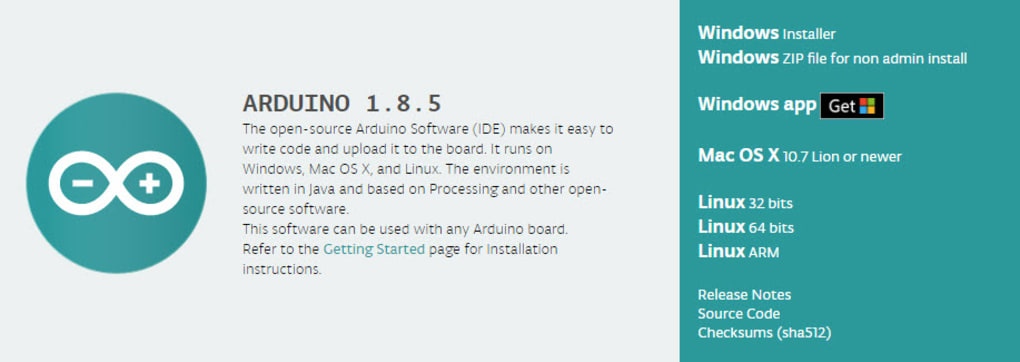 ARDUINO 1.8.5
The open-source Arduino Software (IDE) makes it easy to
write code and upload it to the board. It runs on
Windows, Mac OS X, and Linux. The environment is
written in Java and based on Processing and other open-
source software.
This software can be used with any Arduino board.
Refer to the Getting Started page for Installation
instructions.
Windows Installer
Windows ZIP file for non admin install
Windows app Get
Mac OS X 10.7 Lion or newer
Linux 32 bits
Linux 64 bits
Linux ARM
Release Notes
Source Code
Checksums (sha512)